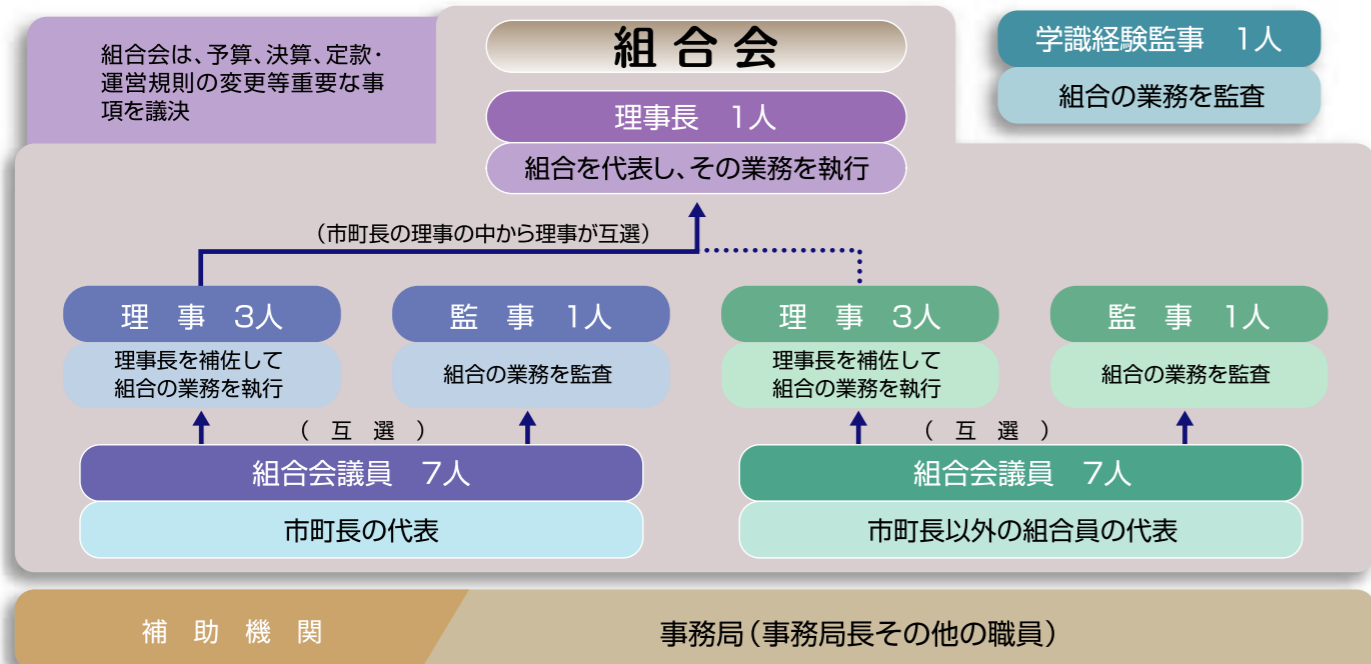 組合会は、予算、決算、定款・
運営規則の変更等重要な事
項を議決
組合会
理事長 1人
組合を代表し、その業務を執行
学識経験監事 1人
組合の業務を監査
(市町長の理事の中から理事が互選)
理 事 3人
理事長を補佐して
組合の業務を執行
監 事 1人
組合の業務を監査
理 事 3人
理事長を補佐して
組合の業務を執行
監 事 1人
組合の業務を監査
( 互 選 )
( 互 選 )
組合会議員 7人
市町長の代表
組合会議員 7人
市町長以外の組合員の代表
補 助 機 関
事務局(事務局長その他の職員)